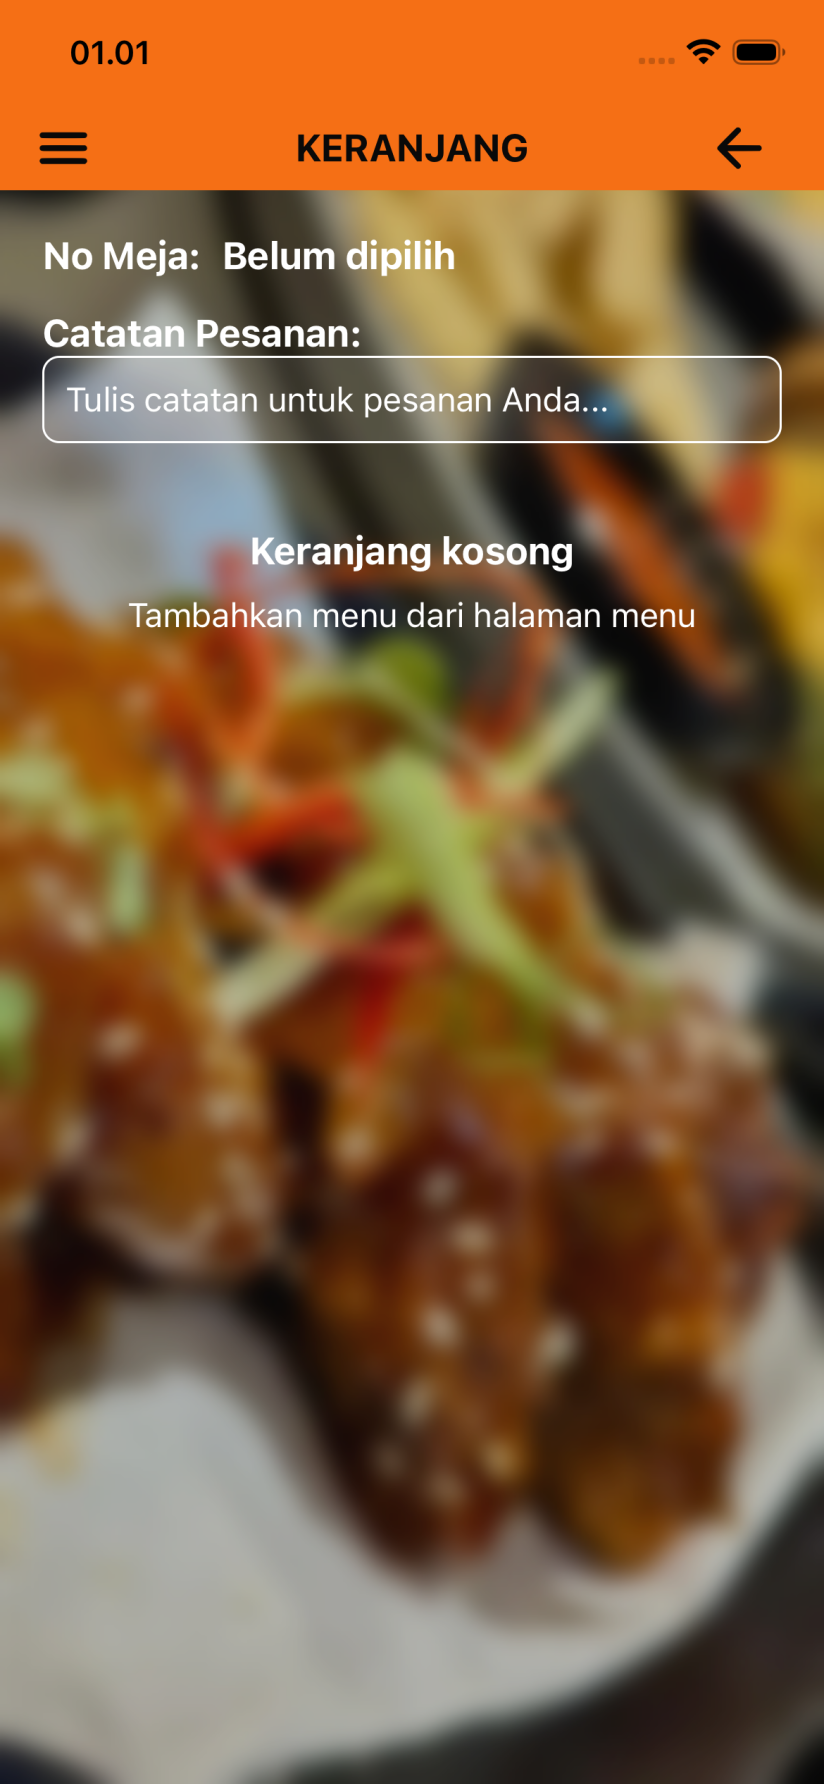 01.01
KERANJANG
No Meja: Belum dipilih
Catatan Pesanan:
Tulis catatan untuk pesanan Anda...
Keranjang kosong
Tambahkan menu dari halaman menu